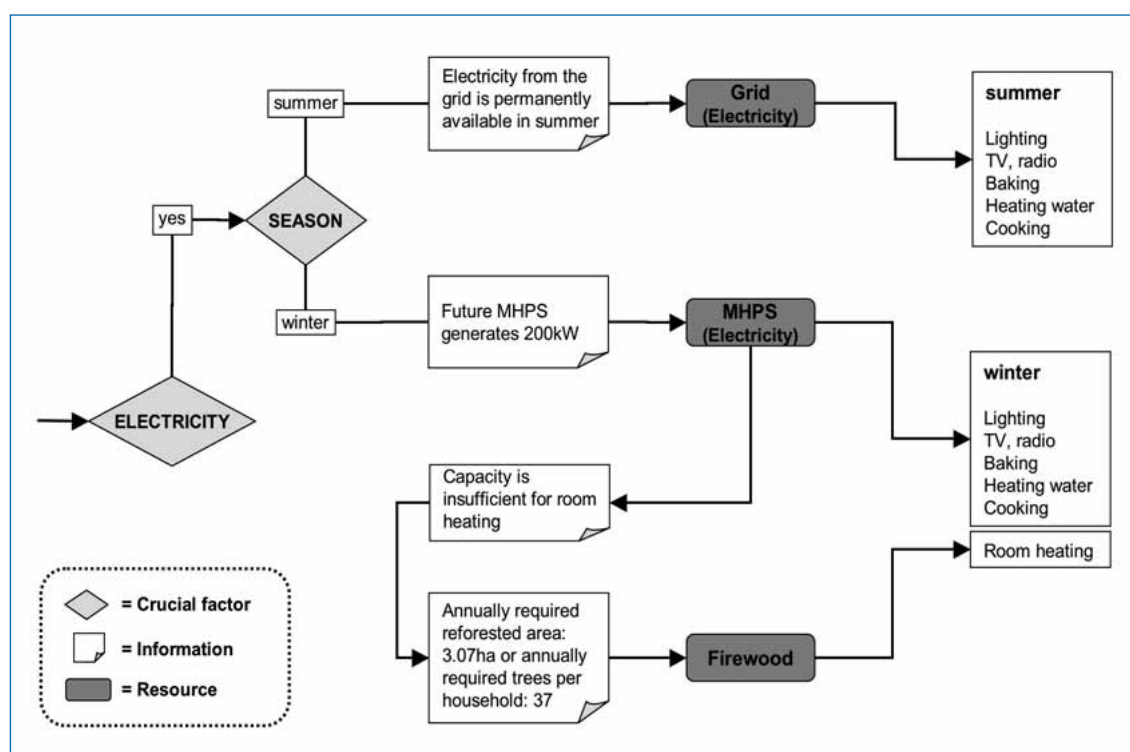 summer
Electricity from the
grid is permanently
available in summer
Grid
(Electricity)
summer
Lighting
TV, radio
Baking
Heating water
Cooking
yes
SEASON
winter
Future MHPS
generates 200kW
MHPS
(Electricity)
winter
Lighting
TV, radio
Baking
Heating water
Cooking
ELECTRICITY
Capacity is
insufficient for room
heating
Room heating
Annually required
reforested area:
3.07ha or annually
required trees per
household: 37
Firewood
= Crucial factor
= Information
= Resource